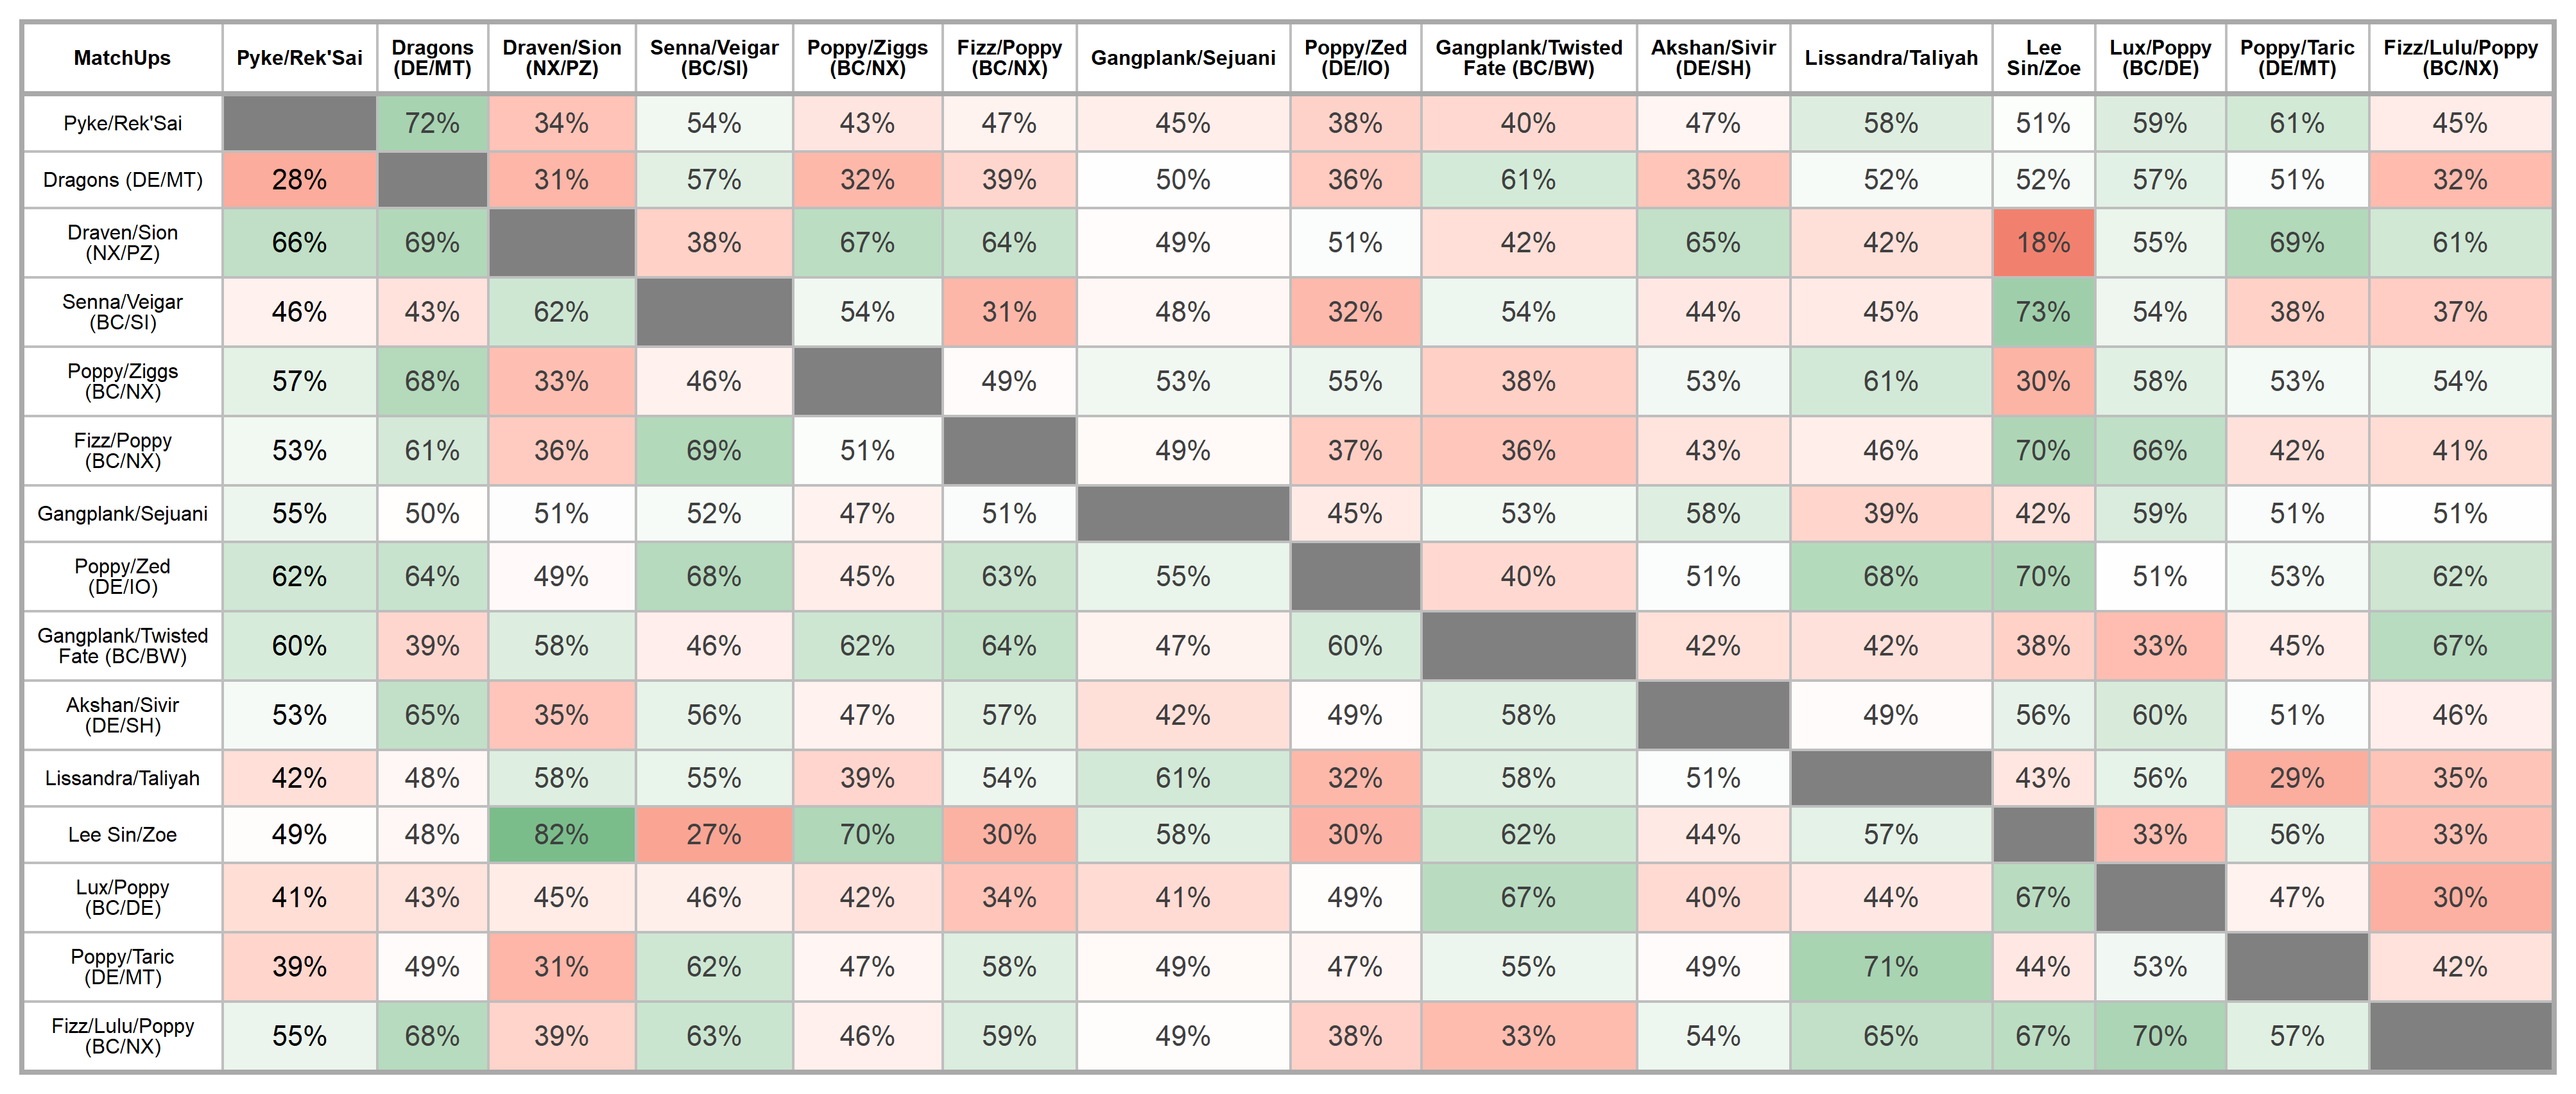 MatchUps Pyke/Rek'Sai Dragons (DE/MT) Draven/Sion (NX/PZ) Senna/Veigar (BC/SI) Poppy/Ziggs (BC/NX) Fizz/Poppy (BC/NX) Gangplank/Sejuani Poppy/Zed (DE/IO) Gangplank/Twisted Fate (BC/BW) Akshan/Sivir (DE/SH) Lissandra/Taliyah Lee Sin/Zoe Lux/Poppy (BC/DE) Poppy/Taric (DE/MT) Fizz/Lulu/Poppy (BC/NX)
Pyke/Rek'Sai 72% 34% 54% 43% 47% 45% 38% 40% 47% 58% 51% 59% 61% 45%
Dragons (DE/MT) 28% 31% 57% 32% 39% 50% 36% 61% 35% 52% 52% 57% 51% 32%
Draven/Sion (NX/PZ) 66% 69% 38% 67% 64% 49% 51% 42% 65% 42% 18% 55% 69% 61%
Senna/Veigar (BC/SI) 46% 43% 62% 54% 31% 48% 32% 54% 44% 45% 73% 54% 38% 37%
Poppy/Ziggs (BC/NX) 57% 68% 33% 46% 49% 53% 55% 38% 53% 61% 30% 58% 53% 54%
Fizz/Poppy (BC/NX) 53% 61% 36% 69% 51% 49% 37% 36% 43% 46% 70% 66% 42% 41%
Gangplank/Sejuani 55% 50% 51% 52% 47% 51% 45% 53% 58% 39% 42% 59% 51% 51%
Poppy/Zed (DE/IO) 62% 64% 49% 68% 45% 63% 55% 40% 51% 68% 70% 51% 53% 62%
Gangplank/Twisted Fate (BC/BW) 60% 39% 58% 46% 62% 64% 47% 60% 42% 42% 38% 33% 45% 67%
Akshan/Sivir (DE/SH) 53% 65% 35% 56% 47% 57% 42% 49% 58% 49% 56% 60% 51% 46%
Lissandra/Taliyah 42% 48% 58% 55% 39% 54% 61% 32% 58% 51% 43% 56% 29% 35%
Lee Sin/Zoe 49% 48% 82% 27% 70% 30% 58% 30% 62% 44% 57% 33% 56% 33%
Lux/Poppy (BC/DE) 41% 43% 45% 46% 42% 34% 41% 49% 67% 40% 44% 67% 47% 30%
Poppy/Taric (DE/MT) 39% 49% 31% 62% 47% 58% 49% 47% 55% 49% 71% 44% 53% 42%
Fizz/Lulu/Poppy (BC/NX) 55% 68% 39% 63% 46% 59% 49% 38% 33% 54% 65% 67% 70% 57%